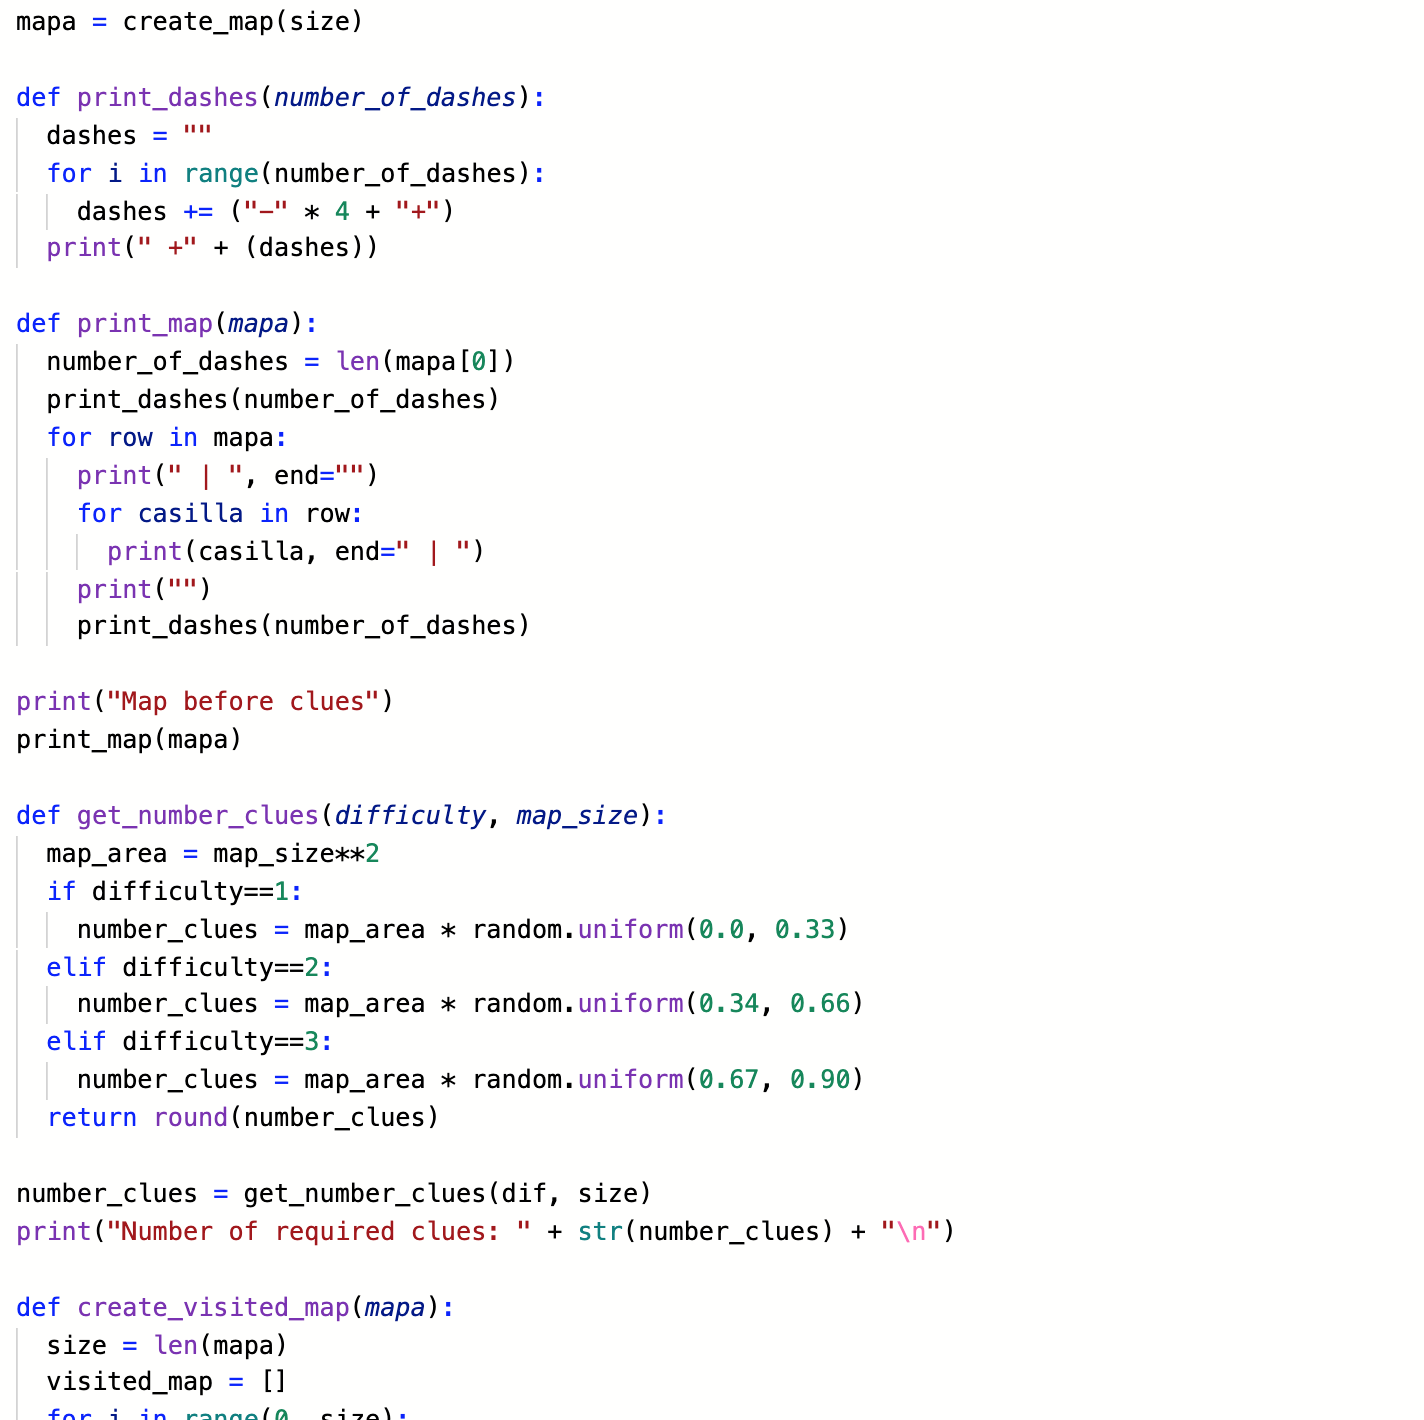 mapa = create_map(size)

def print_dashes(number_of_dashes):
  dashes = ""
  for i in range(number_of_dashes):
    dashes += ("-" * 4 + "+")
  print(" +" + (dashes))

def print_map(mapa):
  number_of_dashes = len(mapa[0])
  print_dashes(number_of_dashes)
  for row in mapa:
    print(" | ", end="")
    for casilla in row:
      print(casilla, end=" | ")
    print("")
    print_dashes(number_of_dashes)

print("Map before clues")
print_map(mapa)

def get_number_clues(difficulty, map_size):
  map_area = map_size**2
  if difficulty==1:
    number_clues = map_area * random.uniform(0.0, 0.33)
  elif difficulty==2:
    number_clues = map_area * random.uniform(0.34, 0.66)
  elif difficulty==3:
    number_clues = map_area * random.uniform(0.67, 0.90)
  return round(number_clues)

number_clues = get_number_clues(dif, size)
print("Number of required clues: " + str(number_clues) + "\n")

def create_visited_map(mapa):
  size = len(mapa)
  visited_map = []
  for i in range(0, size):